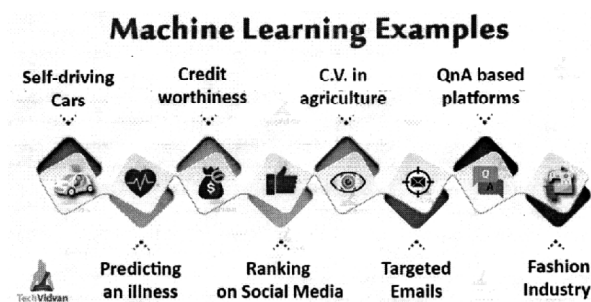 Machine Learning Examples
Self-driving
Cars
Credit
worthiness
C.V. in
agriculture
QnA based
platforms
$
Q
A
Predicting
an illness
Ranking
on Social Media
Targeted
Emails
Fashion
Industry
TechVidvan